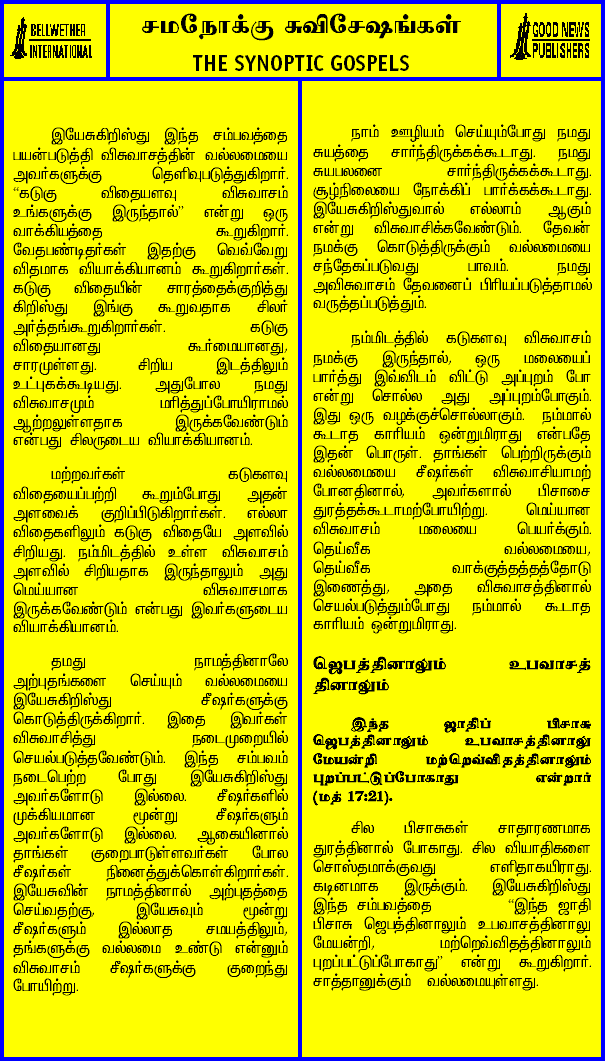 BELLWETHER
INTERNATIONAL
சமநோக்கு சுவிசேஷங்கள்
THE SYNOPTIC GOSPELS
GOOD NEWS
PUBLISHERS
இயேசுகிறிஸ்து இந்த சம்பவத்தை
பயன்படுத்தி விசுவாசத்தின் வல்லமையை
அவர்களுக்கு தெளிவுபடுத்துகிறார்.
“கடுகு விதையளவு விசுவாசம்
உங்களுக்கு இருந்தால்” என்று ஒரு
வாக்கியத்தை கூறுகிறார்.
வேதபண்டிதர்கள் இதற்கு வெவ்வேறு
விதமாக வியாக்கியானம் கூறுகிறார்கள்.
கடுகு விதையின் சாரத்தைக்குறித்து
கிறிஸ்து இங்கு கூறுவதாக சிலர்
அர்த்தங்கூறுகிறார்கள். கடுகு
விதையானது கூர்மையானது,
சாரமுள்ளது. சிறிய இடத்திலும்
உட்புகக்கூடியது. அதுபோல நமது
விசுவாசமும் மரித்துப்போயிராமல்
ஆற்றலுள்ளதாக இருக்கவேண்டும்
என்பது சிலருடைய வியாக்கியானம்.
மற்றவர்கள் கடுகளவு
விதையைப்பற்றி கூறும்போது அதன்
அளவைக் குறிப்பிடுகிறார்கள். எல்லா
விதைகளிலும் கடுகு விதையே அளவில்
சிறியது. நம்மிடத்தில் உள்ள விசுவாசம்
அளவில் சிறியதாக இருந்தாலும் அது
மெய்யான விசுவாசமாக
இருக்கவேண்டும் என்பது இவர்களுடைய
வியாக்கியானம்.
தமது நாமத்தினாலே
அற்புதங்களை செய்யும் வல்லமையை
இயேசுகிறிஸ்து சீஷர்களுக்கு
கொடுத்திருக்கிறார். இதை இவர்கள்
விசுவாசித்து நடைமுறையில்
செயல்படுத்தவேண்டும். இந்த சம்பவம்
நடைபெற்ற போது இயேசுகிறிஸ்து
அவர்களோடு இல்லை. சீஷர்களில்
முக்கியமான மூன்று சீஷர்களும்
அவர்களோடு இல்லை. ஆகையினால்
தாங்கள் குறைபாடுள்ளவர்கள் போல
சீஷர்கள் நினைத்துக்கொள்கிறார்கள்.
இயேசுவின் நாமத்தினால் அற்புதத்தை
செய்வதற்கு, இயேசுவும் மூன்று
சீஷர்களும் இல்லாத சமயத்திலும்,
தங்களுக்கு வல்லமை உண்டு என்னும்
விசுவாசம் சீஷர்களுக்கு குறைந்து
போயிற்று.
நாம் ஊழியம் செய்யும்போது நமது
சுயத்தை சார்ந்திருக்கக்கூடாது. நமது
சுயபலனை சார்ந்திருக்கக்கூடாது.
சூழ்நிலையை நோக்கிப் பார்க்கக்கூடாது.
இயேசுகிறிஸ்துவால் எல்லாம் ஆகும்
என்று விசுவாசிக்கவேண்டும். தேவன்
நமக்கு கொடுத்திருக்கும் வல்லமையை
சந்தேகப்படுவது பாவம். நமது
அவிசுவாசம் தேவனைப் பிரியப்படுத்தாமல்
வருத்தப்படுத்தும்.
நம்மிடத்தில் கடுகளவு விசுவாசம்
நமக்கு இருந்தால், ஒரு மலையைப்
பார்த்து இவ்விடம் விட்டு அப்புறம் போ
என்று சொல்ல அது அப்புறம்போகும்.
இது ஒரு வழக்குச்சொல்லாகும். நம்மால்
கூடாத காரியம் ஒன்றுமிராது என்பதே
இதன் பொருள். தாங்கள் பெற்றிருக்கும்
வல்லமையை சீஷர்கள் விசுவாசியாமற்
போனதினால், அவர்களால் பிசாசை
துரத்தக்கூடாமற்போயிற்று. மெய்யான
விசுவாசம் மலையை பெயர்க்கும்.
தெய்வீக வல்லமையை,
தெய்வீக வாக்குத்தத்தத்தோடு
இணைத்து, அதை விசுவாசத்தினால்
செயல்படுத்தும்போது நம்மால் கூடாத
காரியம் ஒன்றுமிராது.
ஜெபத்தினாலும் உபவாசத்
தினாலும்
இந்த ஜாதிப் பிசாசு
ஜெபத்தினாலும் உபவாசத்தினாலு
மேயன்றி மற்றெவ்விதத்தினாலும்
புறப்பட்டுப்போகாது என்றார்
(மத் 17:21).
சில பிசாசுகள் சாதாரணமாக
துரத்தினால் போகாது. சில வியாதிகளை
சொஸ்தமாக்குவது எளிதாகயிராது.
கடினமாக இருக்கும். இயேசுகிறிஸ்து
இந்த சம்பவத்தை “இந்த ஜாதி
பிசாசு ஜெபத்தினாலும் உபவாசத்தினாலு
மேயன்றி, மற்றெவ்விதத்தினாலும்
புறப்பட்டுப்போகாது” என்று கூறுகிறார்.
சாத்தானுக்கும் வல்லமையுள்ளது.